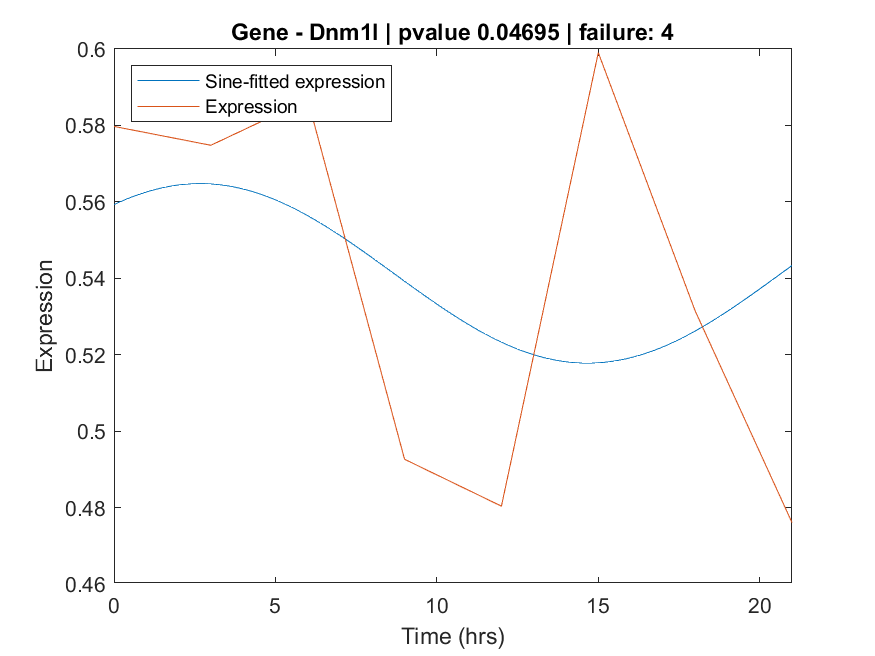 Gene - Dnm1l | pvalue 0.04695 | failure: 4
Sine-fitted expression
Expression
0.6
0.58
0.56
0.54
0.52
0.5
0.48
0.46
Expression
0
5
10
15
20
Time (hrs)